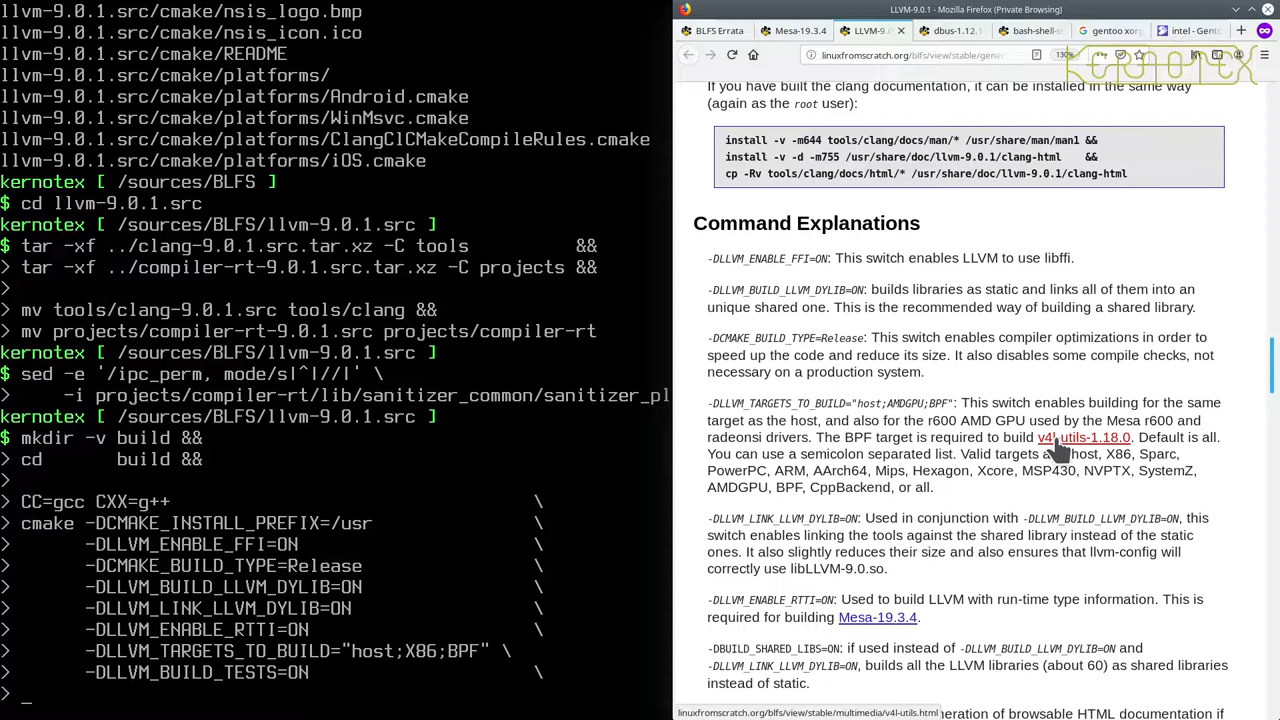 llvm-9.0.1.src/cmake/nsis_logo.bmp
llvm-9.0.1.src/cmake/nsis_icon.ico
llvm-9.0.1.src/cmake/README
llvm-9.0.1.src/cmake/platforms/
llvm-9.0.1.src/cmake/platforms/Android.cmake
llvm-9.0.1.src/cmake/platforms/WinMsvc.cmake
llvm-9.0.1.src/cmake/platforms/ClangClCMakeCompileRules.cmake
llvm-9.0.1.src/cmake/platforms/iOS.cmake
kernotex [ /sources/BLFS ]
$ cd llvm-9.0.1.src
kernotex [ /sources/BLFS/llvm-9.0.1.src ]
$ tar -xf ../clang-9.0.1.src.tar.xz -C tools &&
> tar -xf ../compiler-rt-9.0.1.src.tar.xz -C projects &&
>
> mv tools/clang-9.0.1.src tools/clang &&
> mv projects/compiler-rt-9.0.1.src projects/compiler-rt
kernotex [ /sources/BLFS/llvm-9.0.1.src ]
$ sed -e '/ipc_perm, mode/s|^|//|' \
> -i projects/compiler-rt/lib/sanitizer_common/sanitizer_pl
kernotex [ /sources/BLFS/llvm-9.0.1.src ]
$ mkdir -v build &&
> cd build &&
>
> CC=gcc CXX=g++ \
> cmake -DCMAKE_INSTALL_PREFIX=/usr \
> -DLLVM_ENABLE_FFI=ON \
> -DCMAKE_BUILD_TYPE=Release \
> -DLLVM_BUILD_LLVM_DYLIB=ON \
> -DLLVM_LINK_LLVM_DYLIB=ON \
> -DLLVM_ENABLE_RTTI=ON \
> -DLLVM_TARGETS_TO_BUILD="host;X86;BPF" \
> -DLLVM_BUILD_TESTS=ON \
> _
LLVM-9.0.1 - Mozilla Firefox (Private Browsing)
BLFS Errata
Mesa-19.3.4
LLVM-9.0
dbus-1.12.1
bash-shell-s
gentoo xorg
intel - Gento
linuxfromscratch.org/blfs/view/stable/gener
130%
KERNOTEX
If you have built the clang documentation, it can be installed in the same way
(again as the root user):
install -v -m644 tools/clang/docs/man/* /usr/share/man/man1 &&
install -v -d -m755 /usr/share/doc/llvm-9.0.1/clang-html &&
cp -Rv tools/clang/docs/html/* /usr/share/doc/llvm-9.0.1/clang-html
Command Explanations
-DLLVM_ENABLE_FFI=ON: This switch enables LLVM to use libffi.
-DLLVM_BUILD_LLVM_DYLIB=ON: builds libraries as static and links all of them into an
unique shared one. This is the recommended way of building a shared library.
-DCMAKE_BUILD_TYPE=Release: This switch enables compiler optimizations in order to
speed up the code and reduce its size. It also disables some compile checks, not
necessary on a production system.
-DLLVM_TARGETS_TO_BUILD="host;AMDGPU;BPF": This switch enables building for the same
target as the host, and also for the r600 AMD GPU used by the Mesa r600 and
radeonsi drivers. The BPF target is required to build v4l-utils-1.18.0. Default is all.
You can use a semicolon separated list. Valid targets host, X86, Sparc,
PowerPC, ARM, AArch64, Mips, Hexagon, Xcore, MSP430, NVPTX, SystemZ,
AMDGPU, BPF, CppBackend, or all.
-DLLVM_LINK_LLVM_DYLIB=ON: Used in conjunction with -DLLVM_BUILD_LLVM_DYLIB=ON, this
switch enables linking the tools against the shared library instead of the static
ones. It also slightly reduces their size and also ensures that llvm-config will
correctly use libLLVM-9.0.so.
-DLLVM_ENABLE_RTTI=ON: Used to build LLVM with run-time type information. This is
required for building Mesa-19.3.4.
-DBUILD_SHARED_LIBS=ON: if used instead of -DLLVM_BUILD_LLVM_DYLIB=ON and
-DLLVM_LINK_LLVM_DYLIB=ON, builds all the LLVM libraries (about 60) as shared libraries
instead of static.
neration of browsable HTML documentation if
linuxfromscratch.org/blfs/view/stable/multimedia/v4l-utils.html